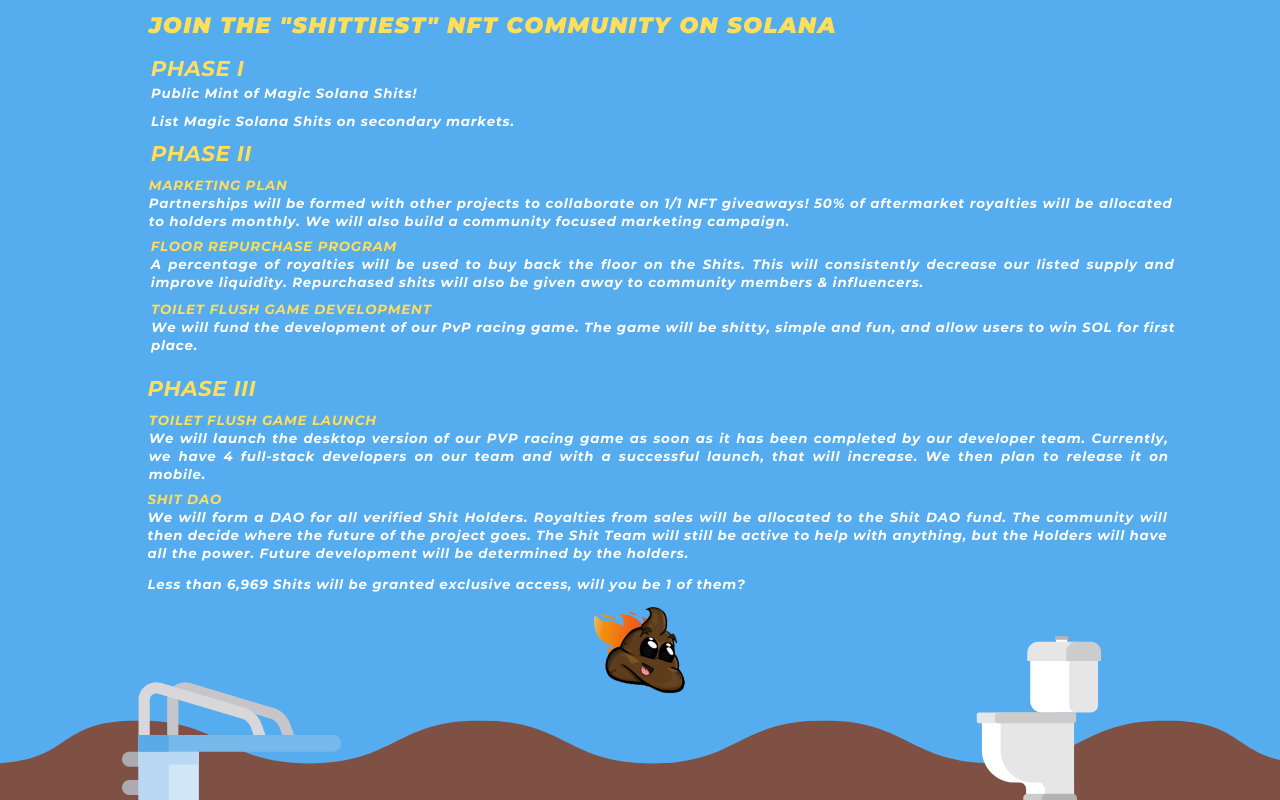 JOIN THE "SHITTIEST" NFT COMMUNITY ON SOLANA
PHASE I
Public Mint of Magic Solana Shits!
List Magic Solana Shits on secondary markets.
PHASE II
MARKETING PLAN
Partnerships will be formed with other projects to collaborate on 1/1 NFT giveaways! 50% of aftermarket royalties will be allocated
to holders monthly. We will also build a community focused marketing campaign.
FLOOR REPURCHASE PROGRAM
A percentage of royalties will be used to buy back the floor on the Shits. This will consistently decrease our listed supply and
improve liquidity. Repurchased shits will also be given away to community members & influencers.
TOILET FLUSH GAME DEVELOPMENT
We will fund the development of our PvP racing game. The game will be shitty, simple and fun, and allow users to win SOL for first
place.
PHASE III
TOILET FLUSH GAME LAUNCH
We will launch the desktop version of our PVP racing game as soon as it has been completed by our developer team. Currently,
we have 4 full-stack developers on our team and with a successful launch, that will increase. We then plan to release it on
mobile.
SHIT DAO
We will form a DAO for all verified Shit Holders. Royalties from sales will be allocated to the Shit DAO fund. The community will
then decide where the future of the project goes. The Shit Team will still be active to help with anything, but the Holders will have
all the power. Future development will be determined by the holders.
Less than 6,969 Shits will be granted exclusive access, will you be 1 of them?